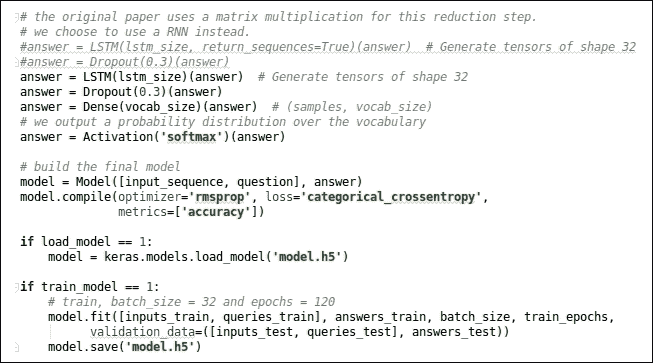 # the original paper uses a matrix multiplication for this reduction step.
# we choose to use a RNN instead.
#answer = LSTM(lstm_size, return_sequences=True)(answer)  # Generate tensors of shape 32
#answer = Dropout(0.3)(answer)
answer = LSTM(lstm_size)(answer)  # Generate tensors of shape 32
answer = Dropout(0.3)(answer)
answer = Dense(vocab_size)(answer)  # (samples, vocab_size)
# we output a probability distribution over the vocabulary
answer = Activation('softmax')(answer)
# build the final model
model = Model([input_sequence, question], answer)
model.compile(optimizer='rmsprop', loss='categorical_crossentropy',
              metrics=['accuracy'])
if load_model == 1:
    model = keras.models.load_model('model.h5')
if train_model == 1:
    # train, batch_size = 32 and epochs = 120
    model.fit([inputs_train, queries_train], answers_train, batch_size, train_epochs,
          validation_data=([inputs_test, queries_test], answers_test))
    model.save('model.h5')